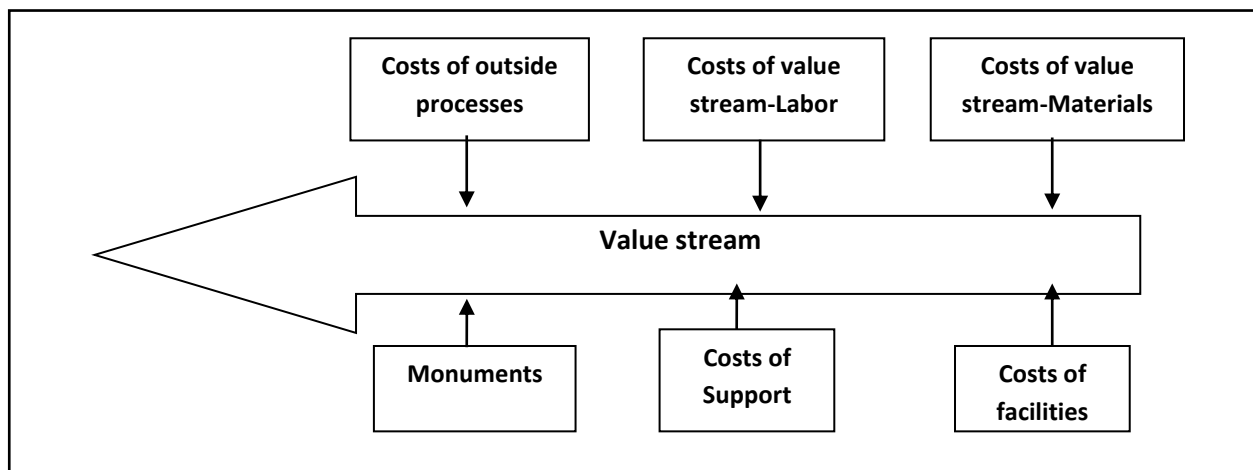 Costs of outside
processes
Costs of value
stream-Labor
Costs of value
stream-Materials
Value stream
Monuments
Costs of
Support
Costs of
facilities